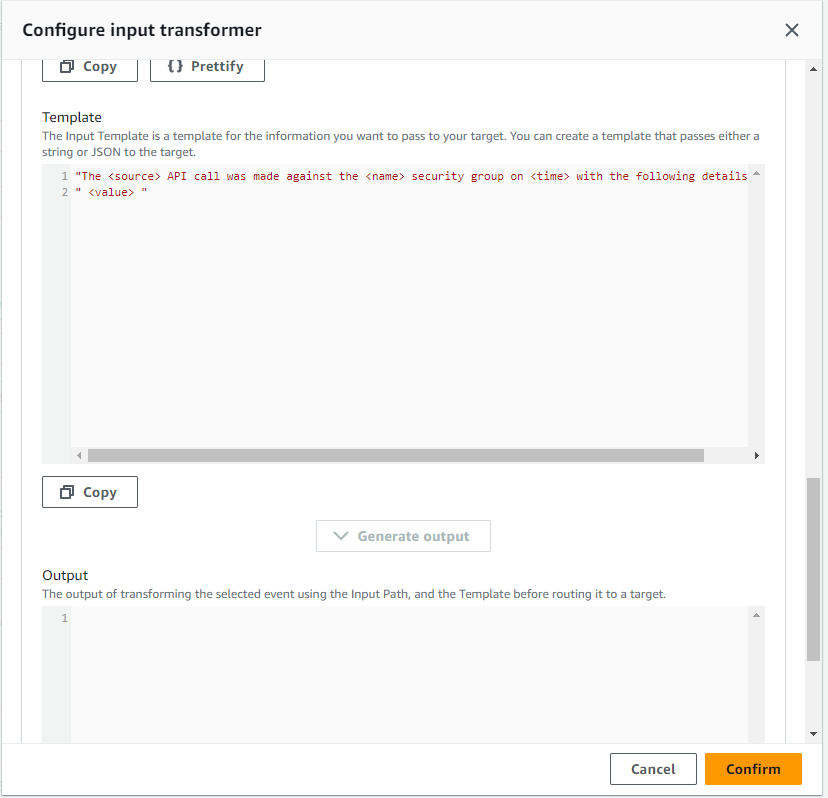 Configure input transformer
Copy
{} Prettify
Template
The Input Template is a template for the information you want to pass to your target. You can create a template that passes either a
string or JSON to the target.
1 "The <source> API call was made against the <name> security group on <time> with the following details
2 " <value> "
Copy
Generate output
Output
The output of transforming the selected event using the Input Path, and the Template before routing it to a target.
1
Cancel
Confirm